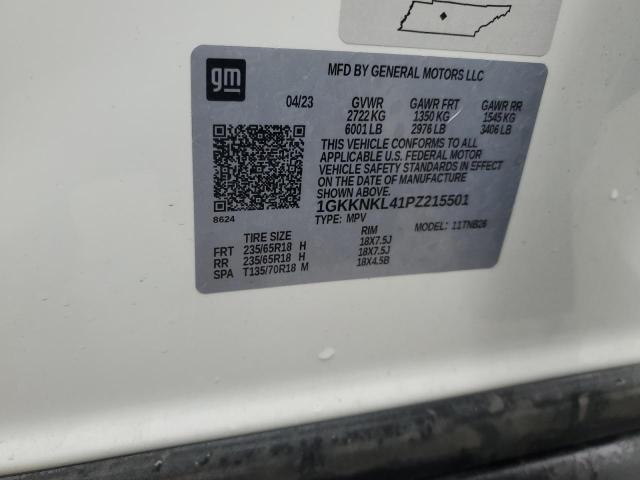 gm
MFD BY GENERAL MOTORS LLC
04/23 GVWR GAWR FRT GAWR RR
2722 KG 1350 KG 1545 KG
6001 LB 2976 LB 3406 LB
THIS VEHICLE CONFORMS TO ALL
APPLICABLE U.S. FEDERAL MOTOR
VEHICLE SAFETY STANDARDS IN EFFECT
ON THE DATE OF MANUFACTURE
SHOWN ABOVE.
8624
1GKKNKL41PZ215501
TYPE: MPV MODEL: 11TNB26
TIRE SIZE RIM
FRT 235/65R18 H 18X7.5J
RR 235/65R18 H 18X7.5J
SPA T135/70R18 M 18X4.5B